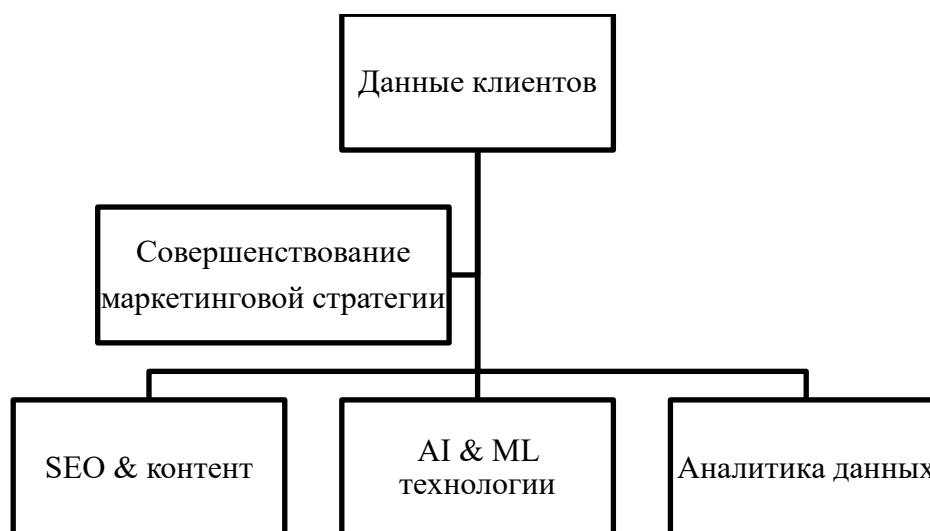 Данные клиентов
Совершенствование
маркетинговой стратегии
SEO & контент
AI & ML
технологии
Аналитика данных